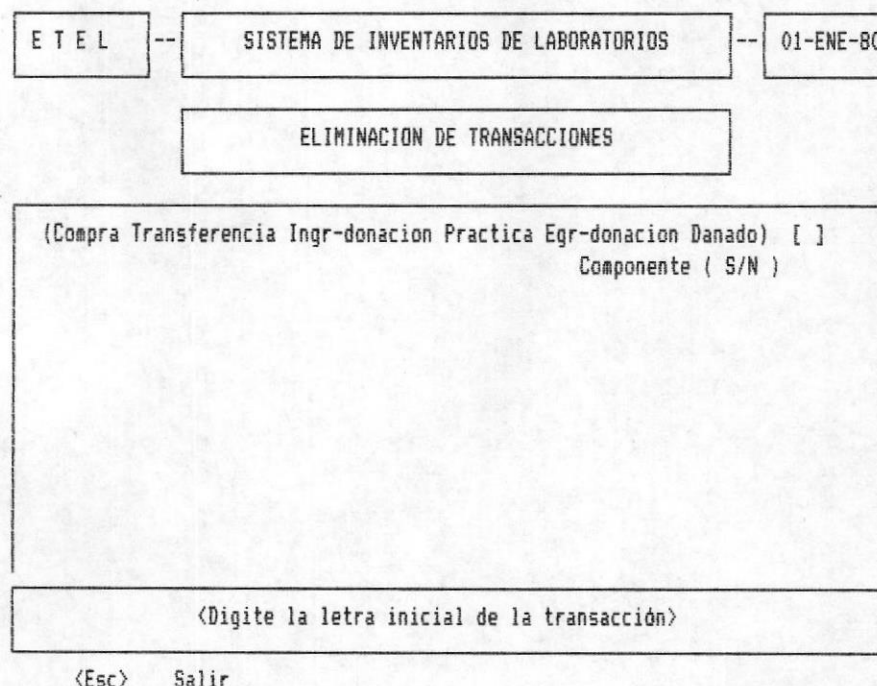 E T E L -- SISTEMA DE INVENTARIOS DE LABORATORIOS -- 01-ENE-80
ELIMINACION DE TRANSACCIONES
(Compra Transferencia Ingr-donacion Practica Egr-donacion Danado) [ ]
Componente ( S/N )
<Digite la letra inicial de la transacción>
<Esc> Salir